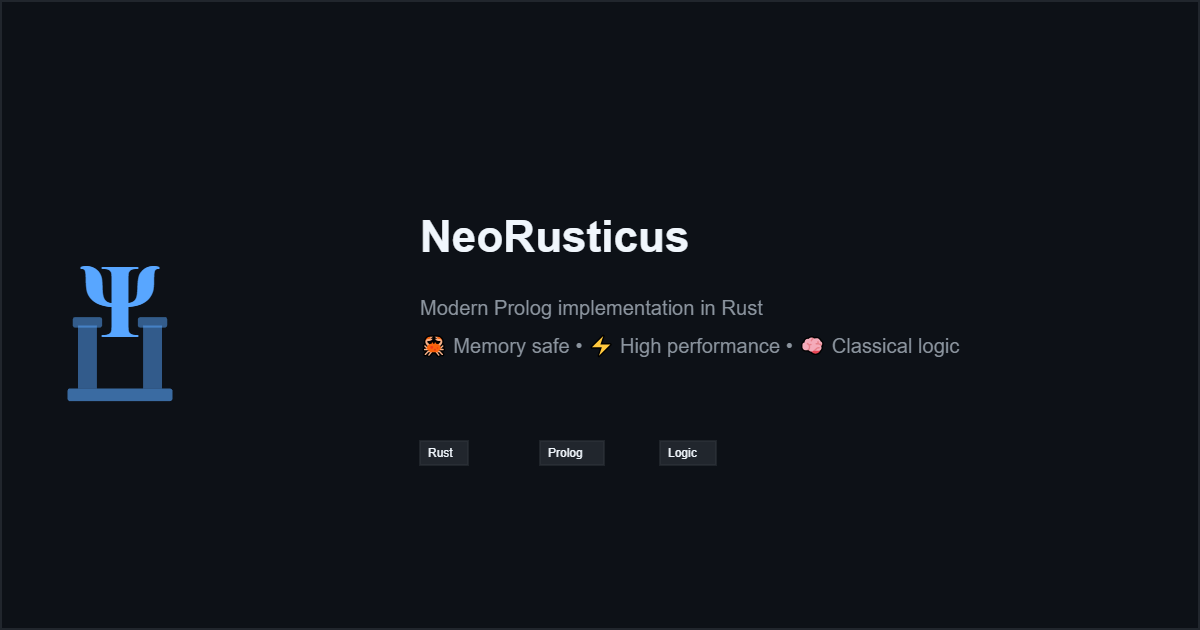 Ψ
NeoRusticus
Modern Prolog implementation in Rust
🦀 Memory safe • ⚡ High performance • 🧠 Classical logic
Rust Prolog Logic